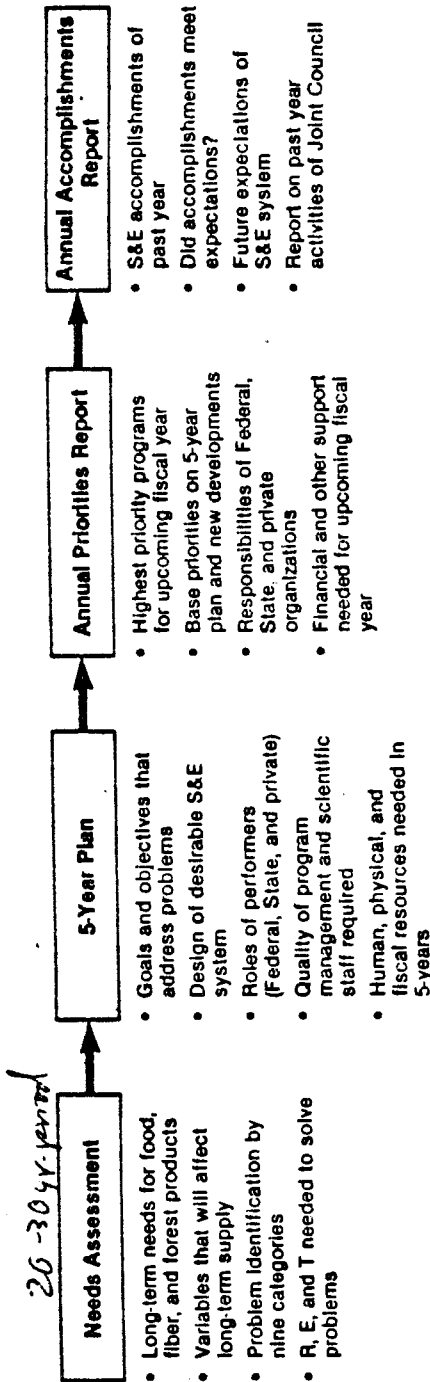 20-30 yr. period
Needs Assessment
• Long-term needs for food,
fiber, and forest products
• Variables that will affect
long-term supply
• Problem identification by
nine categories
• R, E, and T needed to solve
problems
5-Year Plan
• Goals and objectives that
address problems
• Design of desirable S&E
system
• Roles of performers
(Federal, State, and private)
• Quality of program
management and scientific
staff required
• Human, physical, and
fiscal resources needed in
5-years
Annual Priorities Report
• Highest priority programs
for upcoming fiscal year
• Base priorities on 5-year
plan and new developments
• Responsibilities of Federal,
State, and private
organizations
• Financial and other support
needed for upcoming fiscal
year
Annual Accomplishments
Report
• S&E accomplishments of
past year
• Did accomplishments meet
expectations?
• Future expectations of
S&E system
• Report on past year
activities of Joint Council